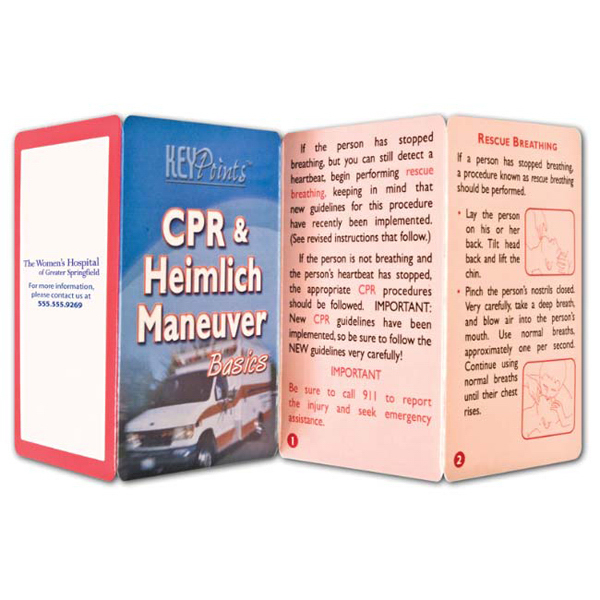 The Women's Hospital
of Greater Springfield
For more information,
please contact us at
555.555.9269
KEYPoints™
CPR &
Heimlich
Maneuver
Basics
If the person has stopped
breathing, but you can still detect a
heartbeat, begin performing rescue
breathing, keeping in mind that
new guidelines for this procedure
have recently been implemented.
(See revised instructions that follow.)
If the person is not breathing and
the person's heartbeat has stopped,
the appropriate CPR procedures
should be followed. IMPORTANT:
New CPR guidelines have been
implemented, so be sure to follow the
NEW guidelines very carefully!
IMPORTANT
Be sure to call 911 to report
the injury and seek emergency
assistance.
1
RESCUE BREATHING
If a person has stopped breathing,
a procedure known as rescue breathing
should be performed.
• Lay the person
on his or her
back. Tilt head
back and lift the
chin.
• Pinch the person's nostrils closed.
Very carefully, take a deep breath,
and blow air into the person's
mouth. Use normal breaths,
approximately one per second.
Continue using
normal breaths
until their chest
rises.
2